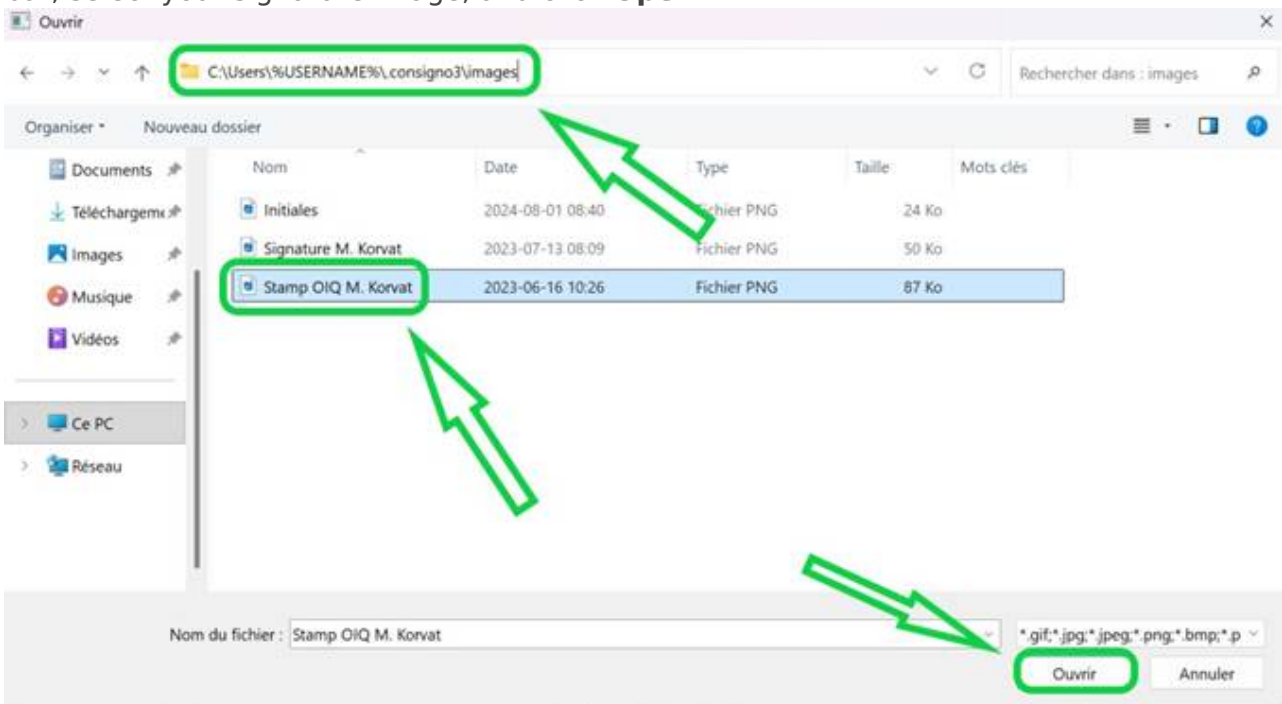 Ouvrir
C:\Users\%USERNAME%\.consigno3\images
Rechercher dans : images
Organiser
Nouveau dossier
Nom Date Type Taille Mots clés
Documents
Téléchargeme
Images
Musique
Vidéos
Ce PC
Réseau
Initiales 2024-08-01 08:40 Fichier PNG 24 Ko
Signature M. Korvat 2023-07-13 08:09 Fichier PNG 50 Ko
Stamp OIQ M. Korvat 2023-06-16 10:26 Fichier PNG 87 Ko
Nom du fichier : Stamp OIQ M. Korvat
*.gif;*.jpg;*.jpeg;*.png;*.bmp;*.p
Ouvrir Annuler